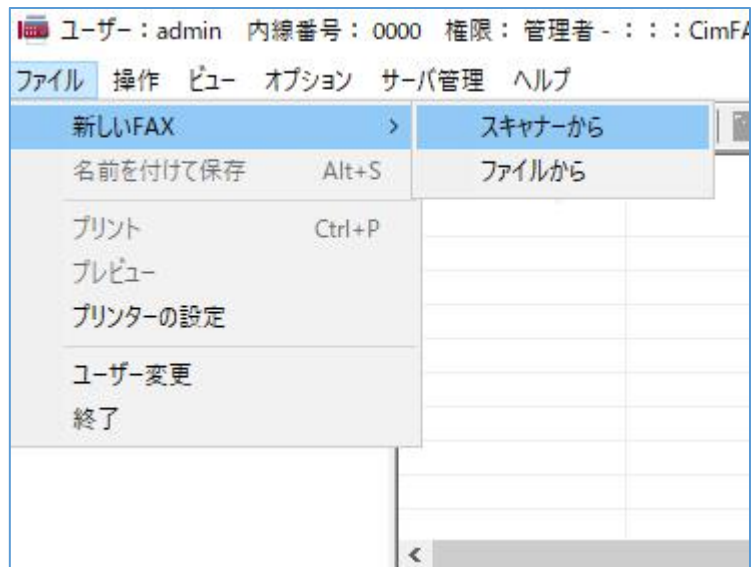 ユーザー：admin 内線番号： 0000 権限： 管理者 - ：：：CimFA
ファイル 操作 ビュー オプション サーバ管理 ヘルプ
新しいFAX > スキャナーから
名前を付けて保存 Alt+S ファイルから
プリント Ctrl+P
プレビュー
プリンターの設定
ユーザー変更
終了